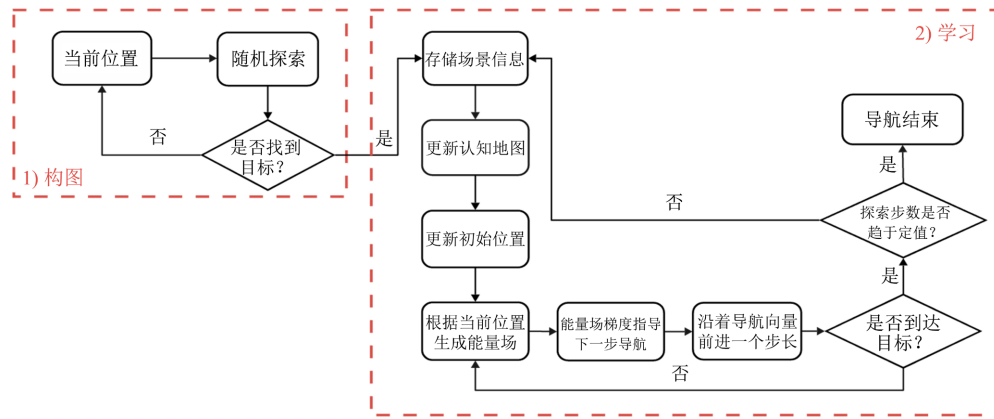 当前位置
随机探索
否
是否找到
目标？
是
1) 构图
2) 学习
存储场景信息
更新认知地图
更新初始位置
根据当前位置
生成能量场
能量场梯度指导
下一步导航
沿着导航向量
前进一个步长
是否到达
目标？
否
是
探索步数是否
趋于定值？
否
是
导航结束